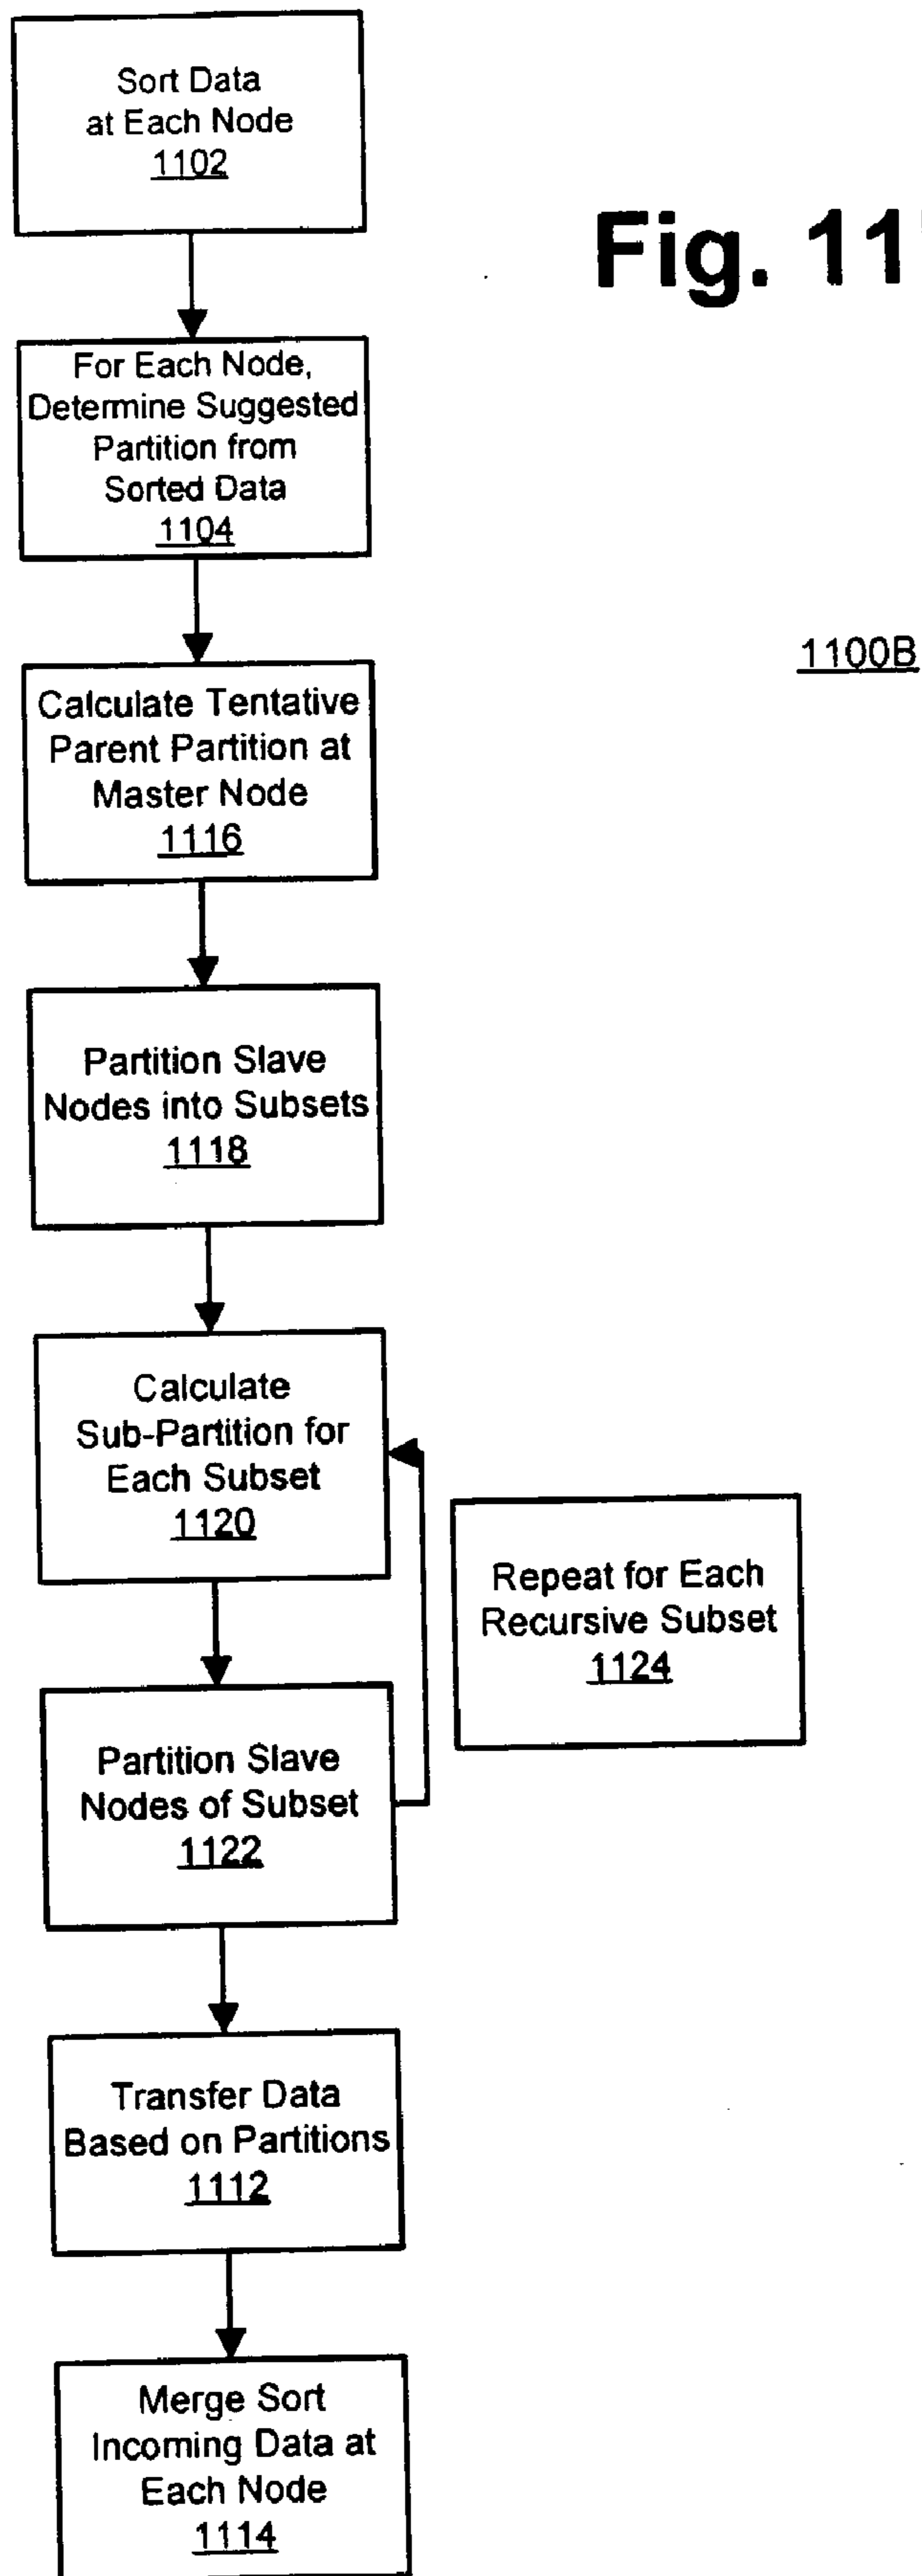 Sort Data
at Each Node
1102
Fig. 11
For Each Node,
Determine Suggested
Partition from
Sorted Data
1104
1100B
Calculate Tentative
Parent Partition at
Master Node
1116
Partition Slave
Nodes into Subsets
1118
Calculate
Sub-Partition for
Each Subset
1120
Repeat for Each
Recursive Subset
1124
Partition Slave
Nodes of Subset
1122
Transfer Data
Based on Partitions
1112
Merge Sort
Incoming Data at
Each Node
1114